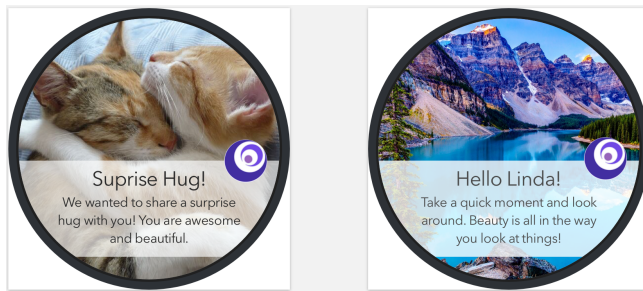 Suprise Hug!
We wanted to share a surprise
hug with you! You are awesome
and beautiful.
Hello Linda!
Take a quick moment and look
around. Beauty is all in the way
you look at things!